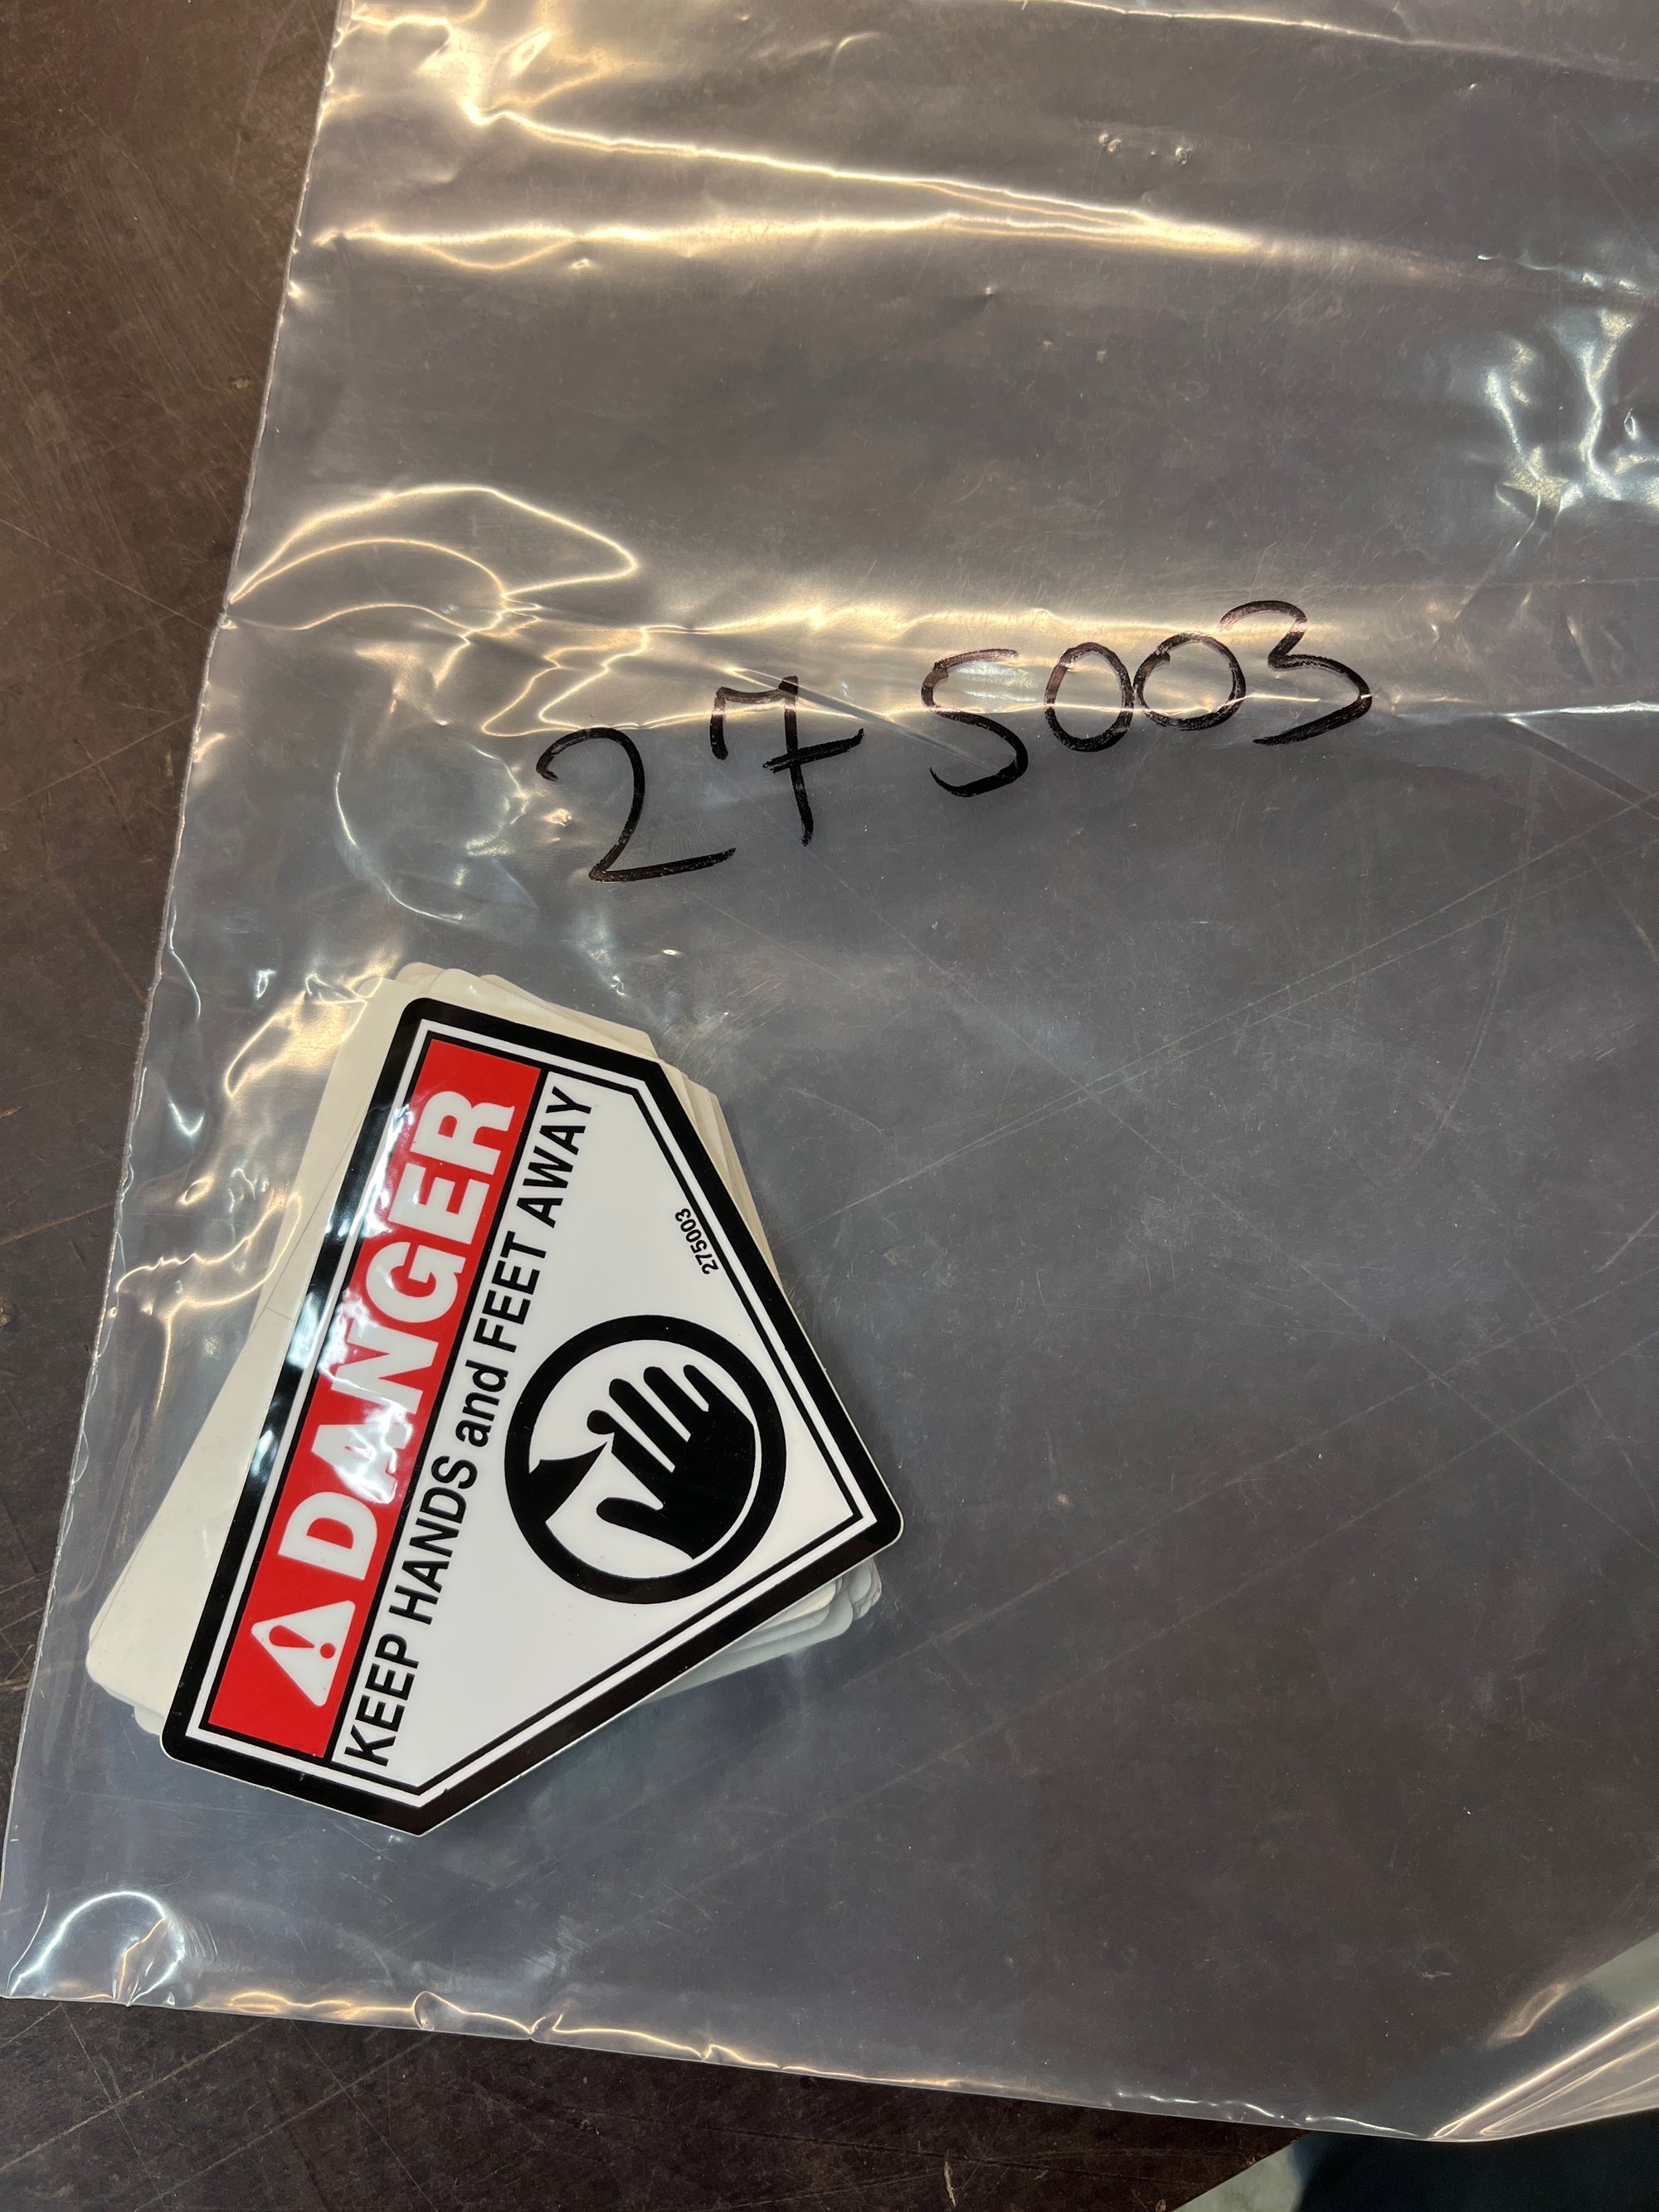 275003
DANGER
KEEP HANDS and FEET AWAY
275003